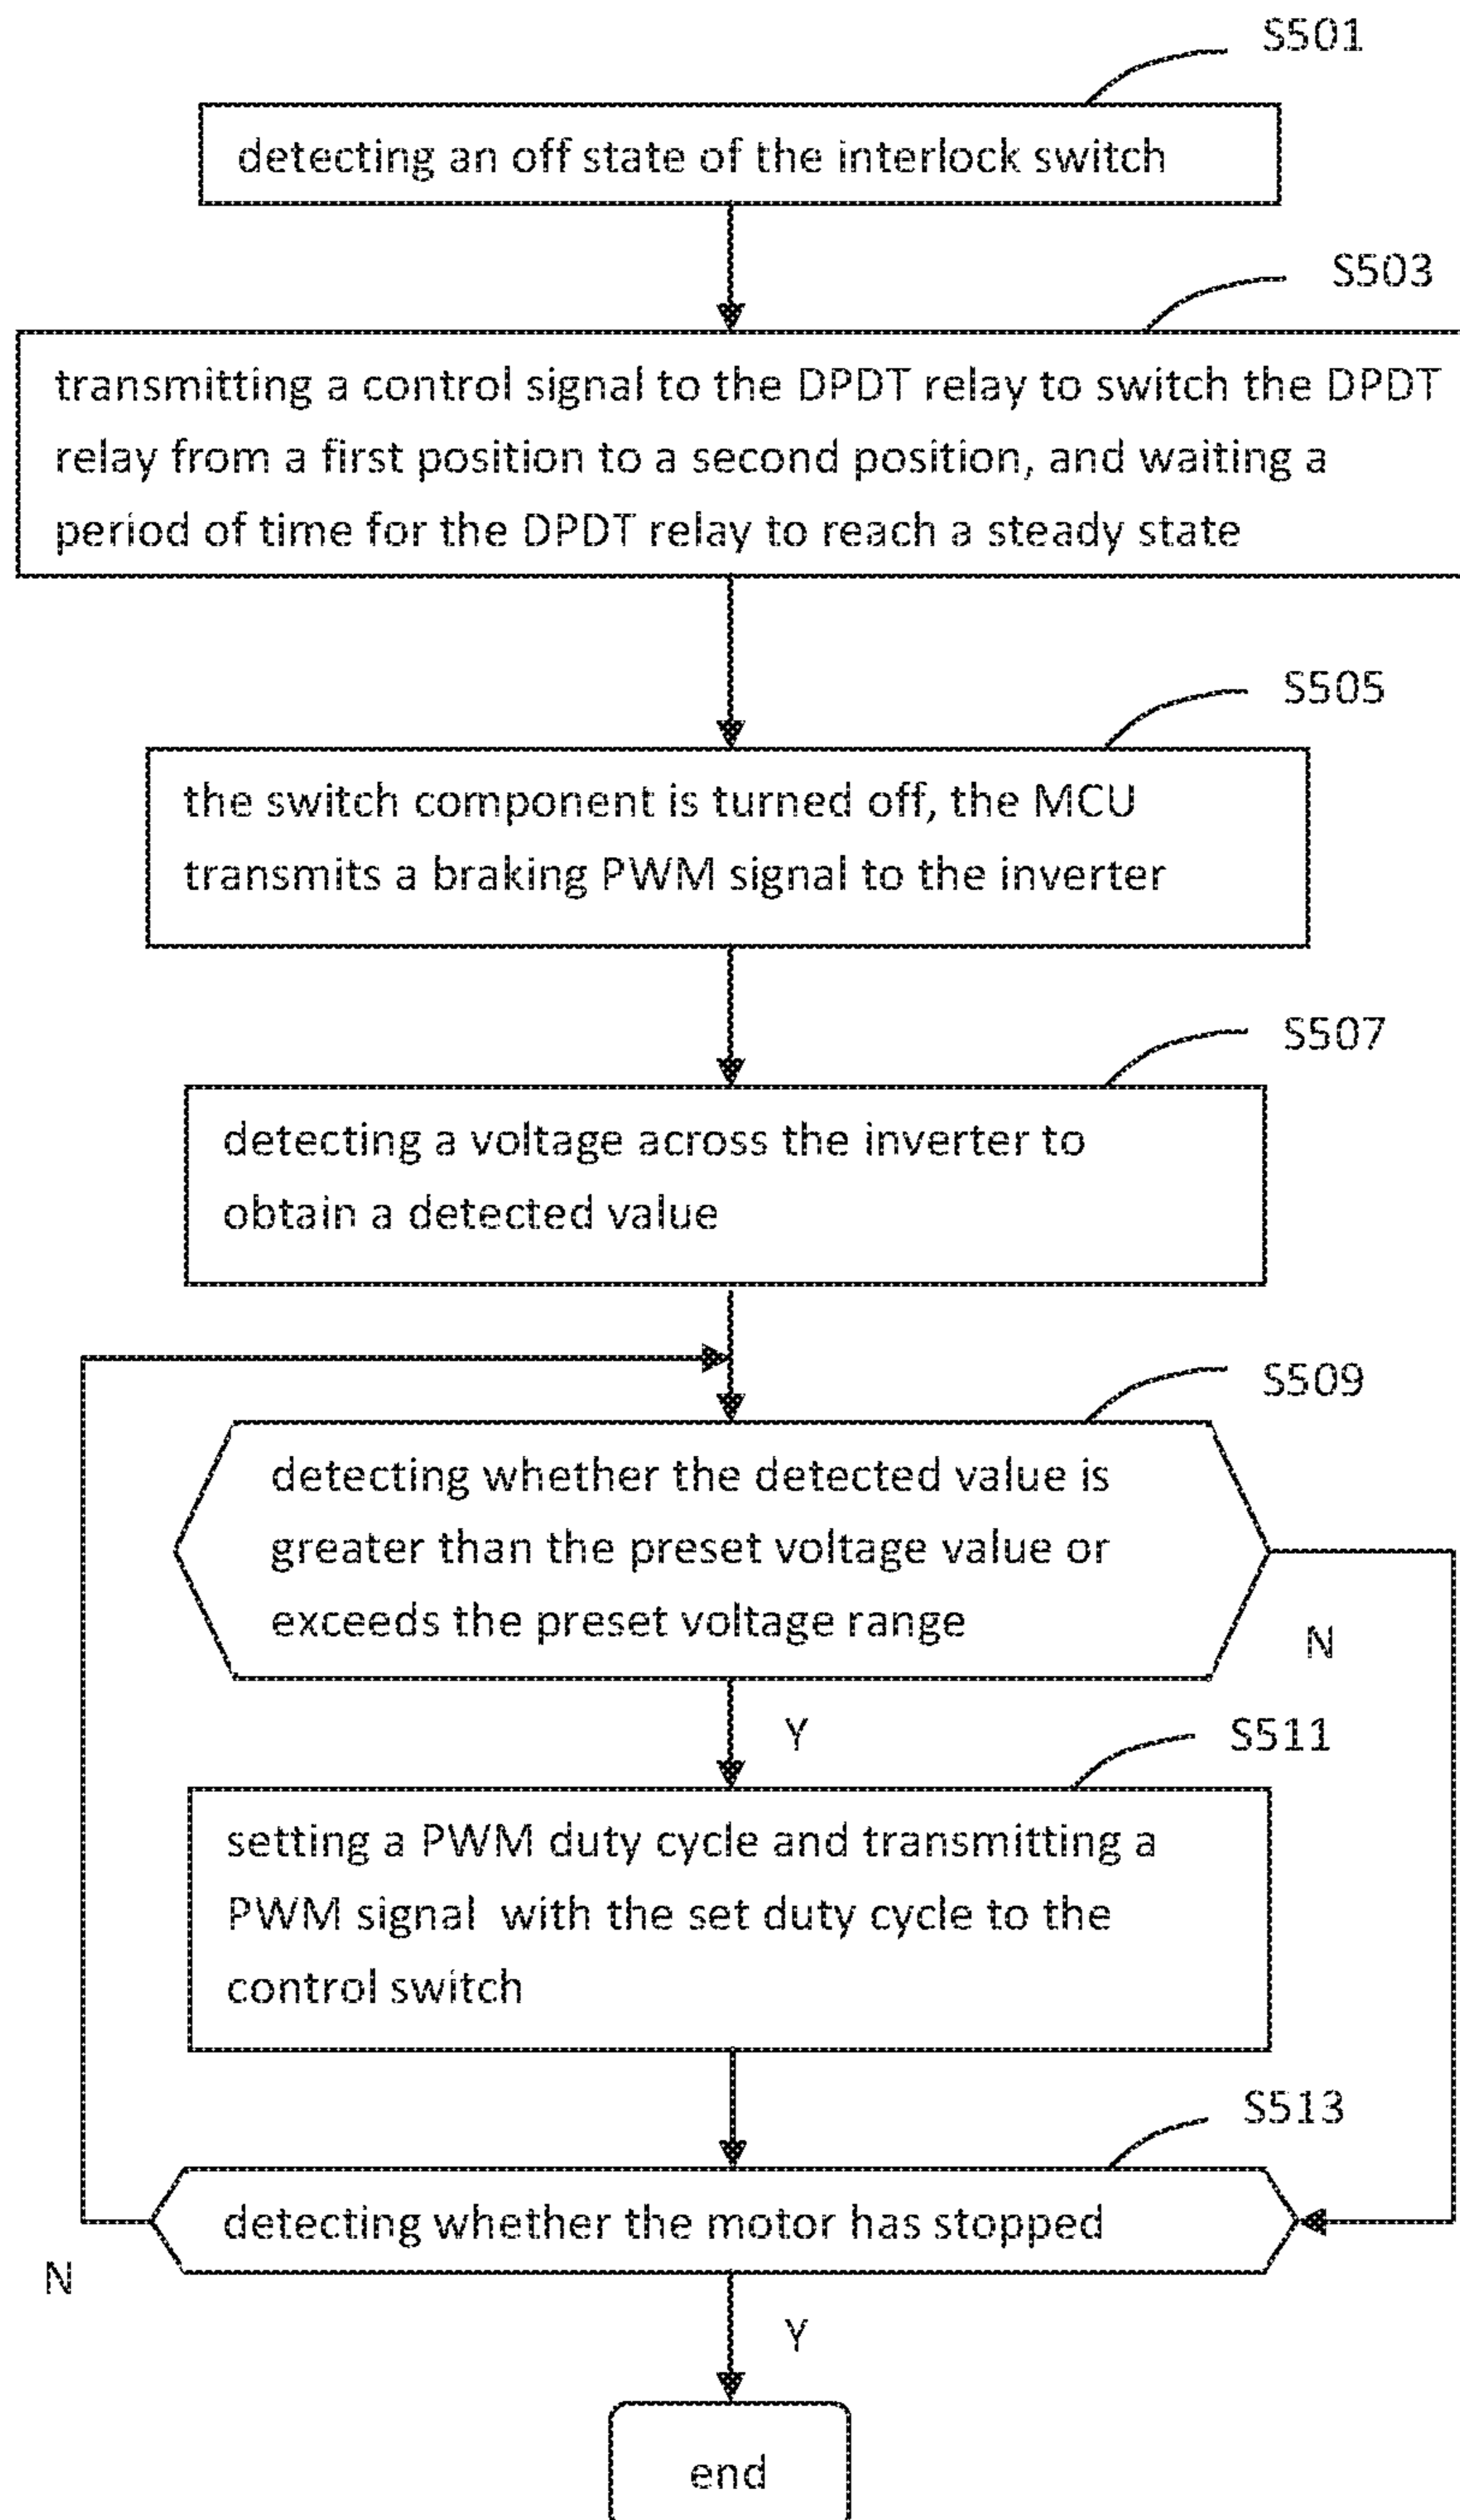 S501
detecting an off state of the interlock switch
S503
transmitting a control signal to the DPDT relay to switch the DPDT
relay from a first position to a second position, and waiting a
period of time for the DPDT relay to reach a steady state
S505
the switch component is turned off, the MCU
transmits a braking PWM signal to the inverter
S507
detecting a voltage across the inverter to
obtain a detected value
S509
detecting whether the detected value is
greater than the preset voltage value or
exceeds the preset voltage range
N
Y
S511
setting a PWM duty cycle and transmitting a
PWM signal with the set duty cycle to the
control switch
S513
detecting whether the motor has stopped
N
Y
end